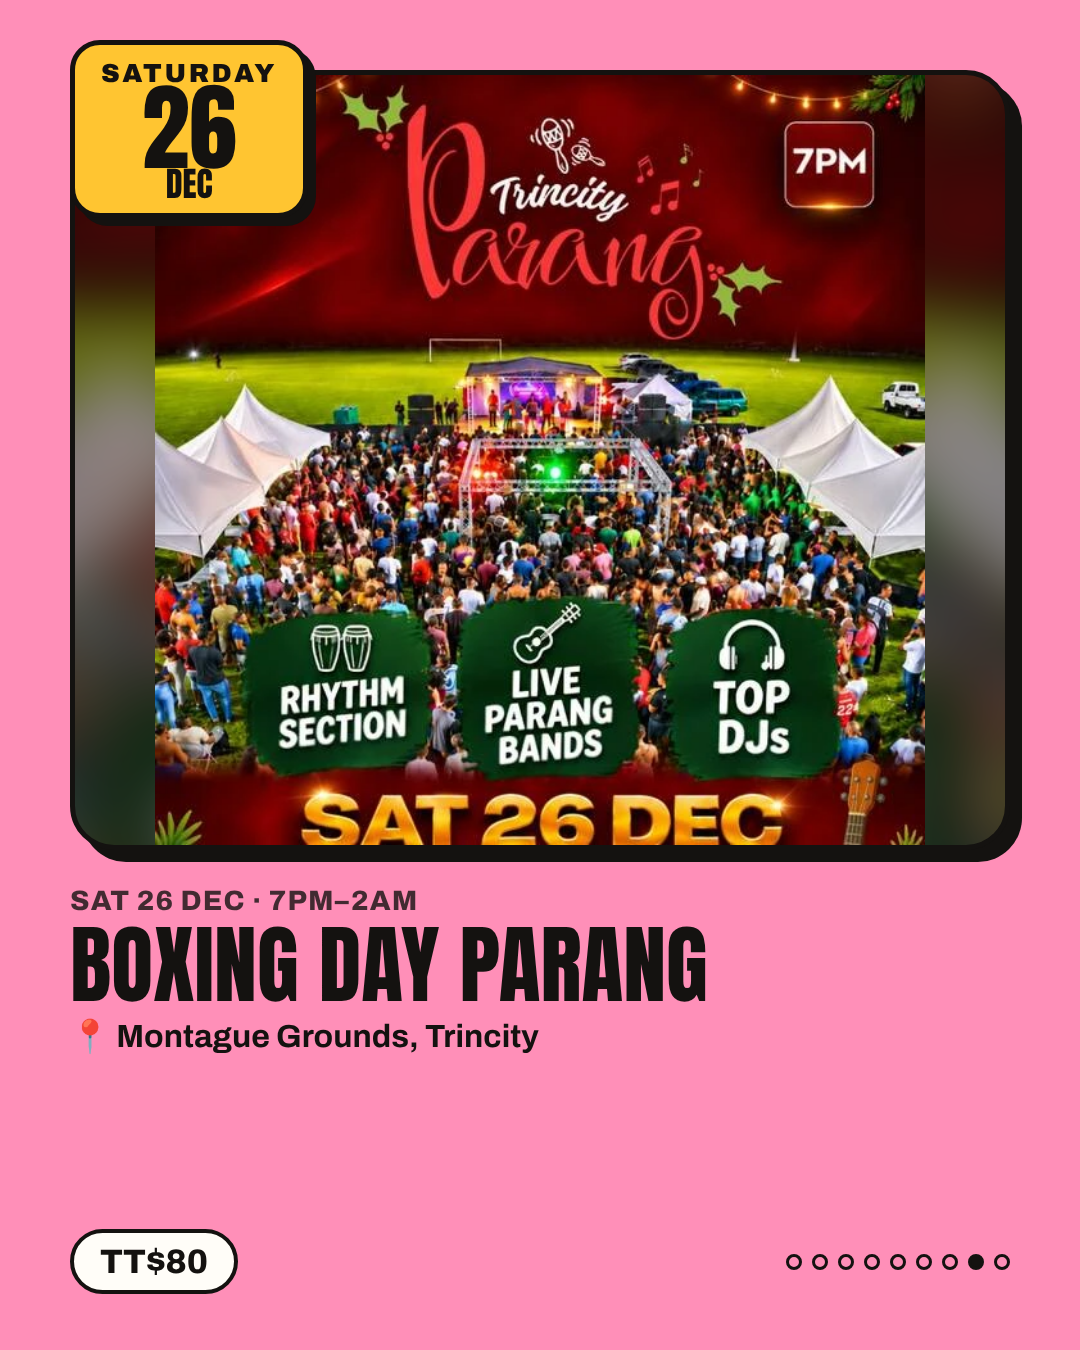 SATURDAY
26
DEC
Trincity
Parang
7PM
RHYTHM
SECTION
LIVE
PARANG
BANDS
TOP
DJs
22
SAT 26 DEC
SAT 26 DEC · 7PM–2AM
BOXING DAY PARANG
📍 Montague Grounds, Trincity
TT$80